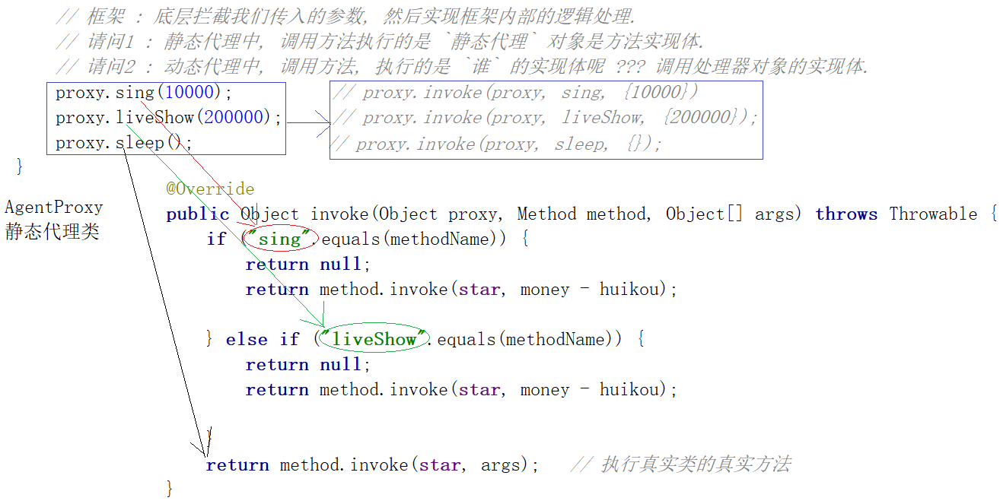 // 框架 : 底层拦截我们传入的参数, 然后实现框架内部的逻辑处理.
// 请问1 : 静态代理中, 调用方法执行的是 `静态代理` 对象是方法实现体.
// 请问2 : 动态代理中, 调用方法, 执行的是 `谁` 的实现体呢 ??? 调用处理器对象的实现体.
proxy.sing(10000); // proxy.invoke(proxy, sing, {10000})
proxy.liveShow(200000); // proxy.invoke(proxy, liveShow, {200000});
proxy.sleep(); // proxy.invoke(proxy, sleep, {});
}
AgentProxy
静态代理类
@Override
public Object invoke(Object proxy, Method method, Object[] args) throws Throwable {
if ("sing".equals(methodName)) {
return null;
return method.invoke(star, money - huikou);
} else if ("liveShow".equals(methodName)) {
return null;
return method.invoke(star, money - huikou);
}
return method.invoke(star, args); // 执行真实类的真实方法
}